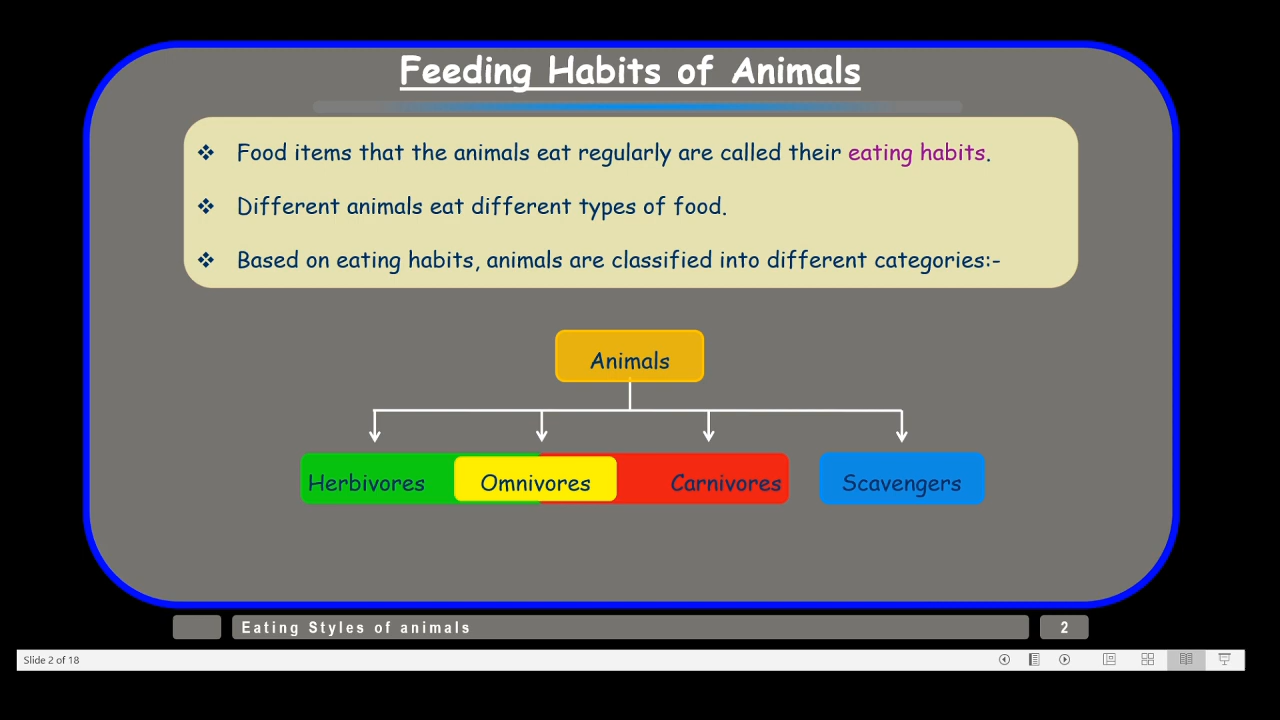 Feeding Habits of Animals
❖ Food items that the animals eat regularly are called their eating habits.
❖ Different animals eat different types of food.
❖ Based on eating habits, animals are classified into different categories:-
Animals
Herbivores Omnivores Carnivores Scavengers
Eating Styles of animals 2
Slide 2 of 18